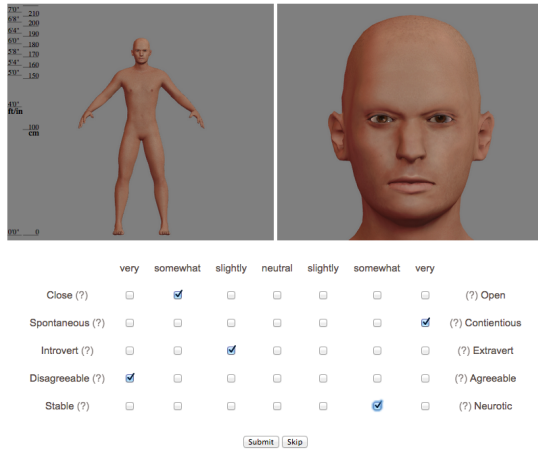 7'0" 210
6'8" 200
6'4" 190
6'0" 180
5'8" 170
5'4" 160
5'0" 150
4'0"
ft/in
100
cm
0'0" 0
very somewhat slightly neutral slightly somewhat very
Close (?) (?) Open
Spontaneous (?) (?) Contientious
Introvert (?) (?) Extravert
Disagreeable (?) (?) Agreeable
Stable (?) (?) Neurotic
Submit Skip